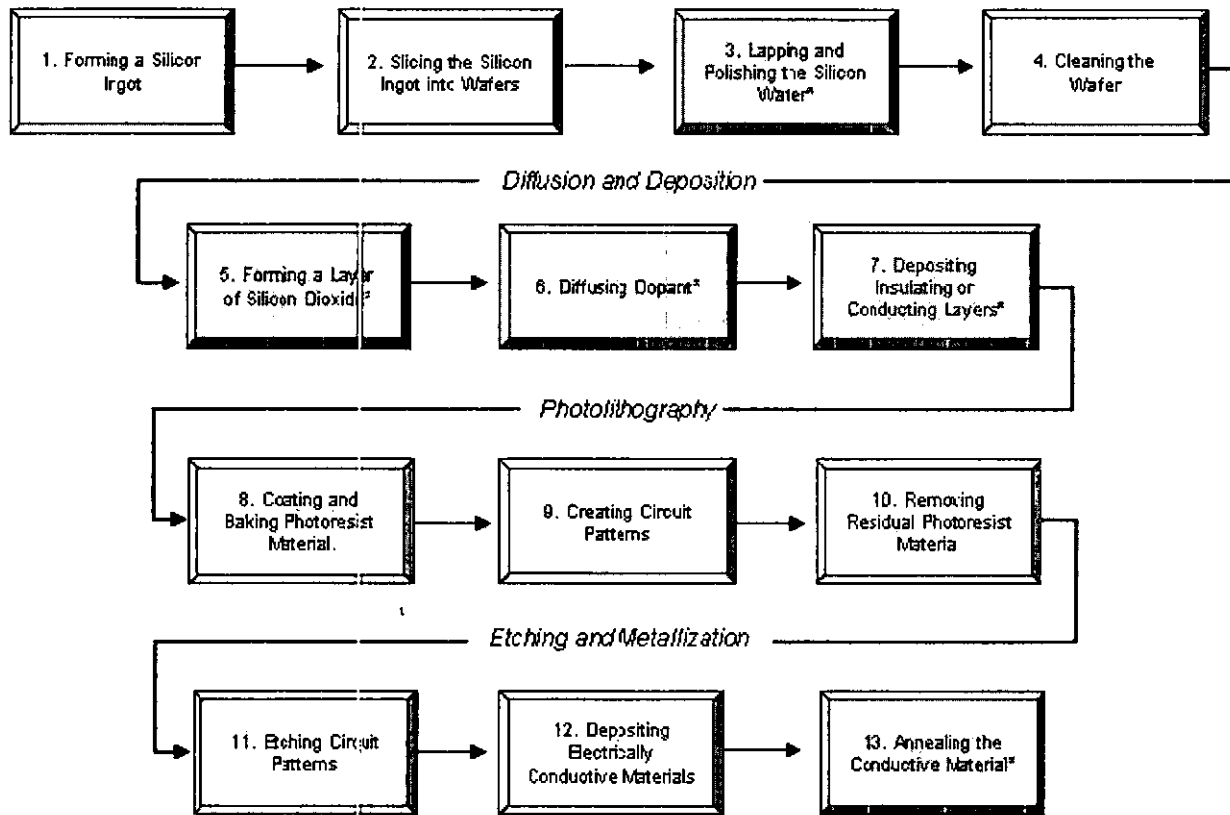 1. Forming a Silicon
Ingot
2. Slicing the Silicon
Ingot into Wafers
3. Lapping and
Polishing the Silicon
Water*
4. Cleaning the
Wafer
Diffusion and Deposition
5. Forming a Layer
of Silicon Dioxide*
6. Diffusing Dopant*
7. Depositing
Insulating or
Conducting Layers*
Photolithography
8. Coating and
Baking Photoresist
Material.
9. Creating Circuit
Patterns
10. Removing
Residual Photoresist
Materia
Etching and Metallization
11. Etching Circuit
Patterns
12. Depositing
Electrically
Conductive Materials
13. Annealing the
Conductive Material*